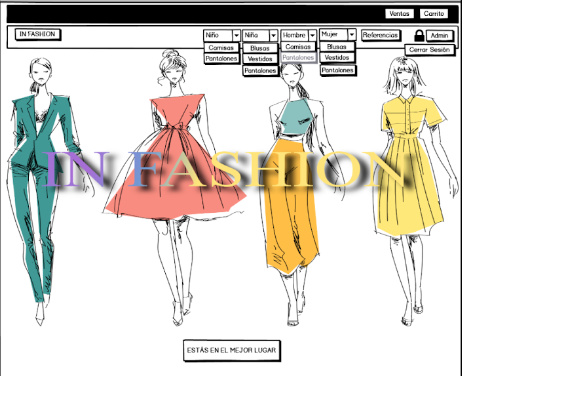 Ventas Carrito
IN FASHION Niño Niña Hombre Mujer Referencias Admin
Camisas Blusas Camisas Blusas Cerrar Sesión
Pantalones Vestidos Pantalones Vestidos
Pantalones Pantalones
IN FASHION
ESTÁS EN EL MEJOR LUGAR